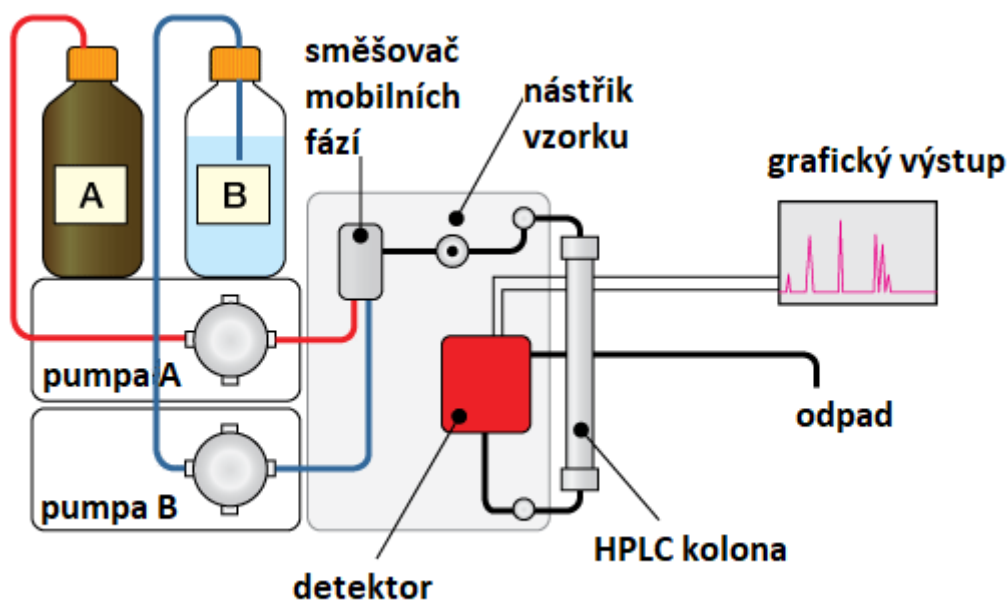 směšovač
mobilních
fází
nástřik
vzorku
grafický výstup
A
B
pumpa A
pumpa B
odpad
HPLC kolona
detektor